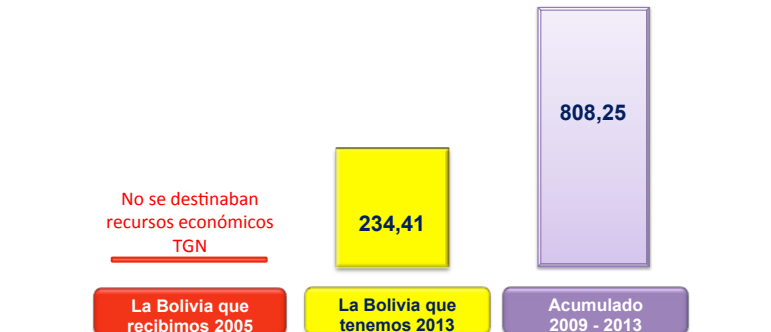 808,25
No se destinaban
recursos económicos
TGN
234,41
La Bolivia que
recibimos 2005
La Bolivia que
tenemos 2013
Acumulado
2009 - 2013